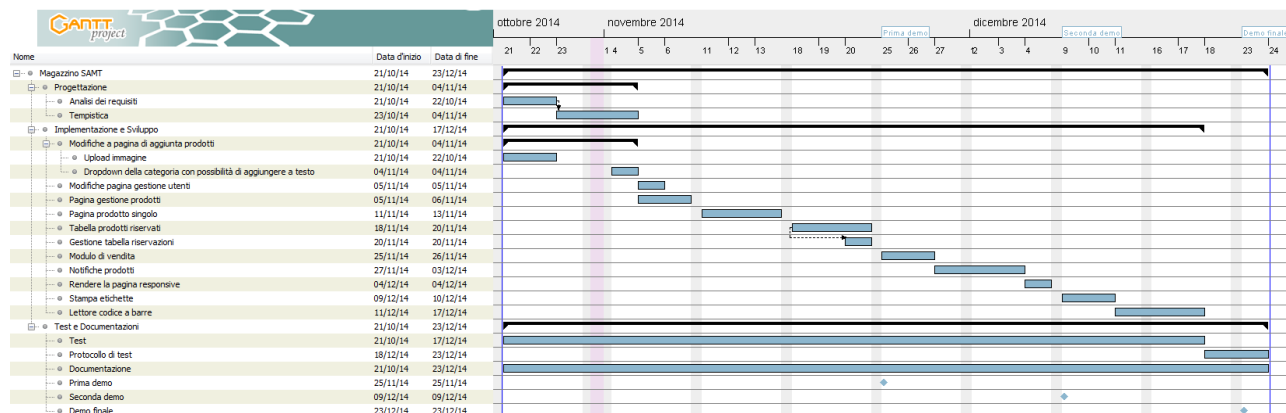 GANTT
project
ottobre 2014 novembre 2014 dicembre 2014
Prima demo Seconda demo Demo finale
21 22 23 1 4 5 6 11 12 13 18 19 20 25 26 27 2 3 4 9 10 11 16 17 18 23 24
Nome Data d'inizio Data di fine
Magazzino SAMT 21/10/14 23/12/14
Progettazione 21/10/14 04/11/14
Analisi dei requisiti 21/10/14 22/10/14
Tempistica 23/10/14 04/11/14
Implementazione e Sviluppo 21/10/14 17/12/14
Modifiche a pagina di aggiunta prodotti 21/10/14 04/11/14
Upload immagine 21/10/14 22/10/14
Dropdown della categoria con possibilità di aggiungere a testo 04/11/14 04/11/14
Modifiche pagina gestione utenti 05/11/14 05/11/14
Pagina gestione prodotti 05/11/14 06/11/14
Pagina prodotto singolo 11/11/14 13/11/14
Tabella prodotti riservati 18/11/14 20/11/14
Gestione tabella riservazioni 20/11/14 20/11/14
Modulo di vendita 25/11/14 26/11/14
Notifiche prodotti 27/11/14 03/12/14
Rendere la pagina responsive 04/12/14 04/12/14
Stampa etichette 09/12/14 10/12/14
Lettore codice a barre 11/12/14 17/12/14
Test e Documentazioni 21/10/14 23/12/14
Test 21/10/14 17/12/14
Protocollo di test 18/12/14 23/12/14
Documentazione 21/10/14 23/12/14
Prima demo 25/11/14 25/11/14
Seconda demo 09/12/14 09/12/14
Demo finale 23/12/14 23/12/14